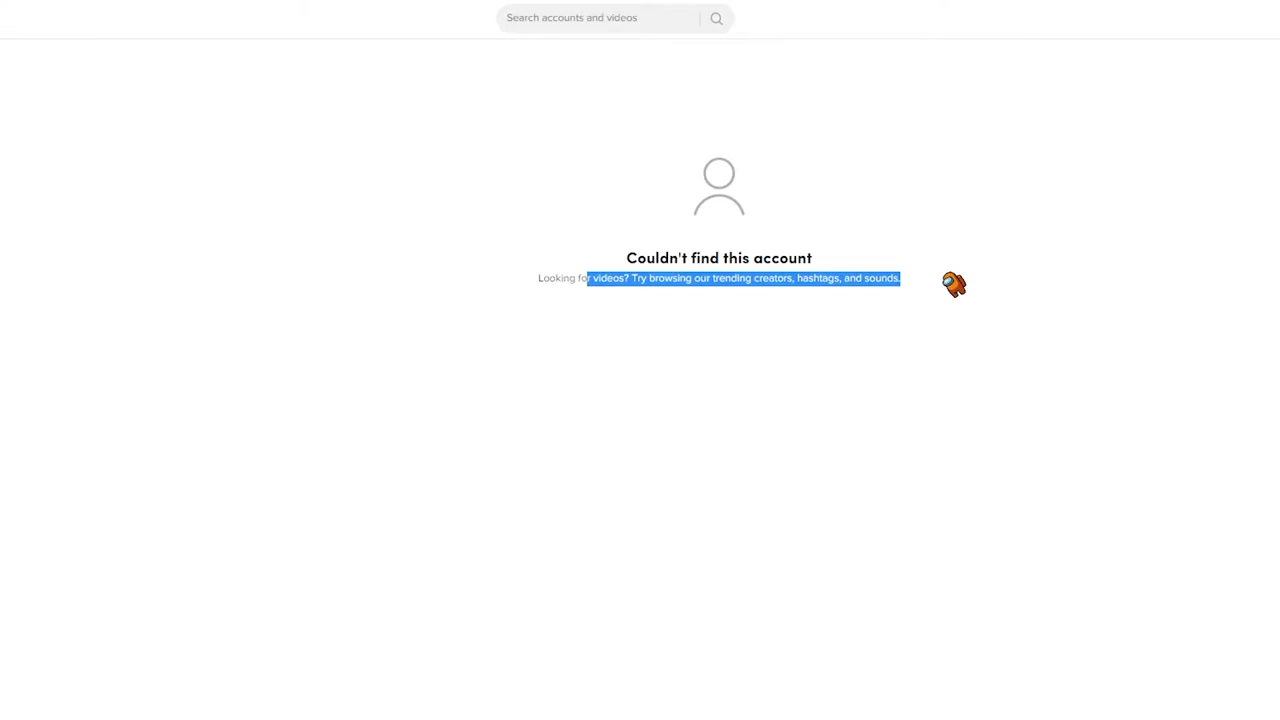 Search accounts and videos
Couldn't find this account
Looking for videos? Try browsing our trending creators, hashtags, and sounds.